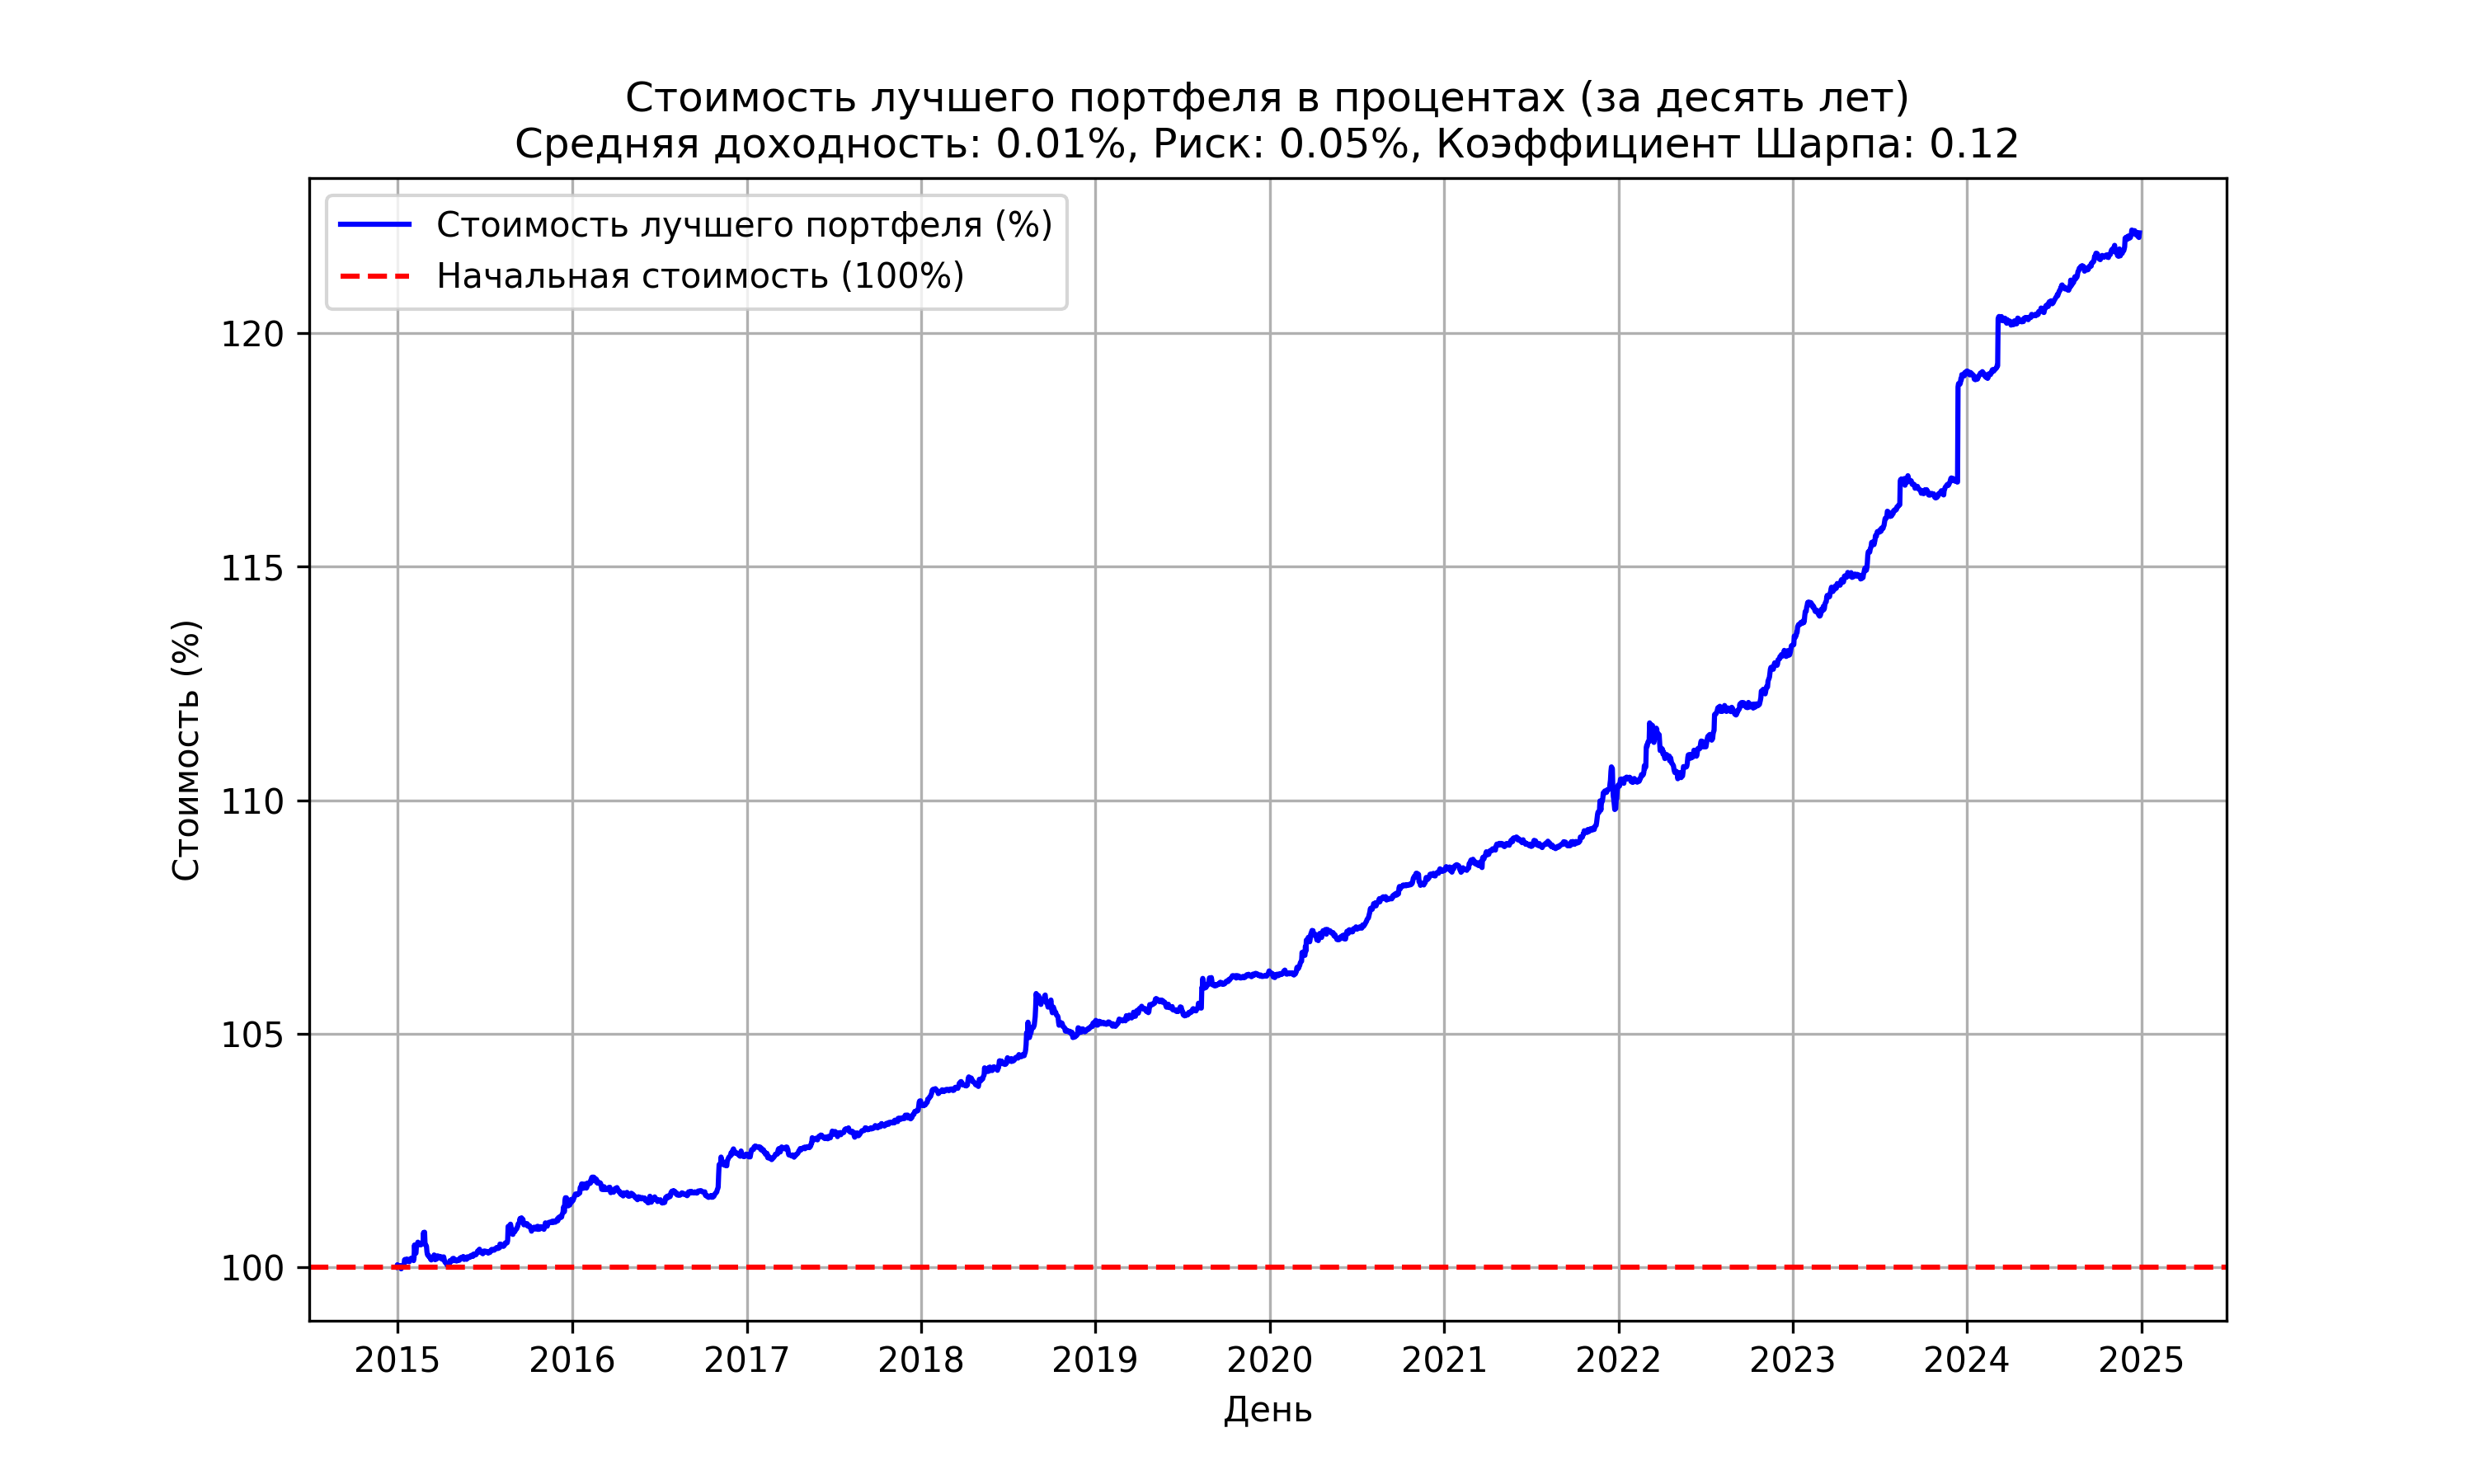 Стоимость лучшего портфеля в процентах (за десять лет)
Средняя доходность: 0.01%, Риск: 0.05%, Коэффициент Шарпа: 0.12
Стоимость лучшего портфеля (%)
Начальная стоимость (100%)
Стоимость (%)
120
115
110
105
100
2015 2016 2017 2018 2019 2020 2021 2022 2023 2024 2025
День